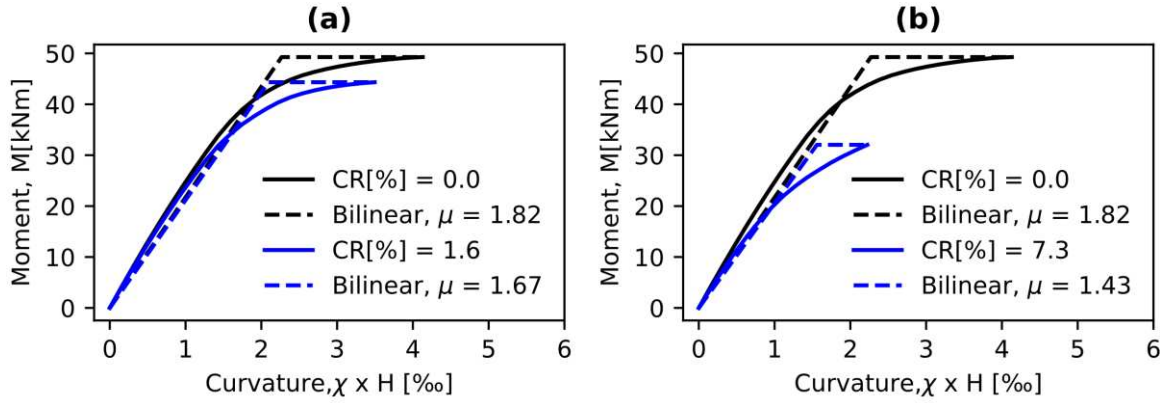 (a)
Moment, M[kNm]
50
40
30
20
10
0
CR[%] = 0.0
Bilinear, μ = 1.82
CR[%] = 1.6
Bilinear, μ = 1.67
0 1 2 3 4 5 6
Curvature,χ x H [‰]
(b)
Moment, M[kNm]
50
40
30
20
10
0
CR[%] = 0.0
Bilinear, μ = 1.82
CR[%] = 7.3
Bilinear, μ = 1.43
0 1 2 3 4 5 6
Curvature,χ x H [‰]